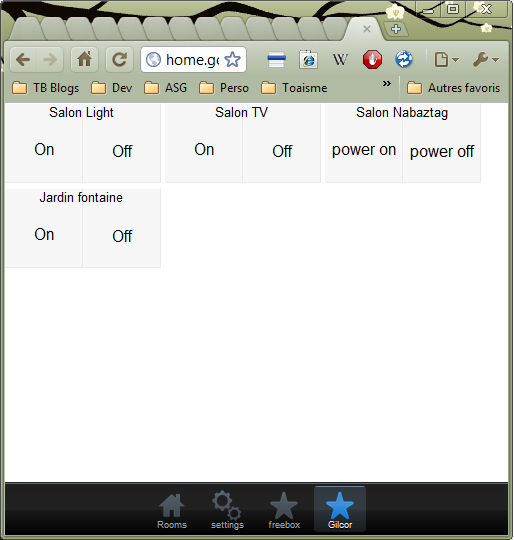 home.gc
W
TB Blogs Dev ASG Perso Toaisme » Autres favoris
Salon Light Salon TV Salon Nabaztag
On Off On Off power on power off
Jardin fontaine
On Off
Rooms settings freebox Gilcor